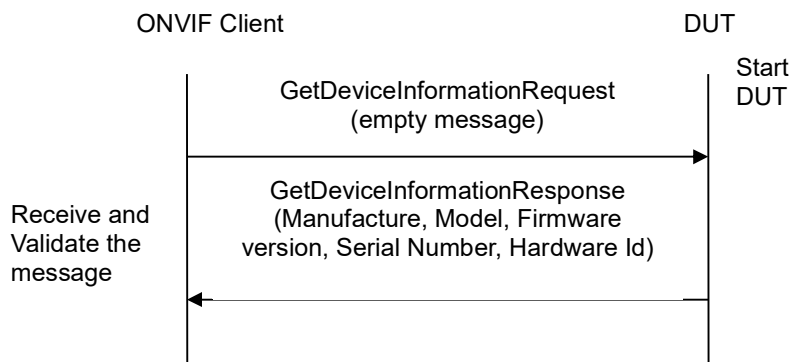 ONVIF Client
DUT
Start
DUT
GetDeviceInformationRequest
(empty message)
GetDeviceInformationResponse
(Manufacture, Model, Firmware
version, Serial Number, Hardware Id)
Receive and
Validate the
message